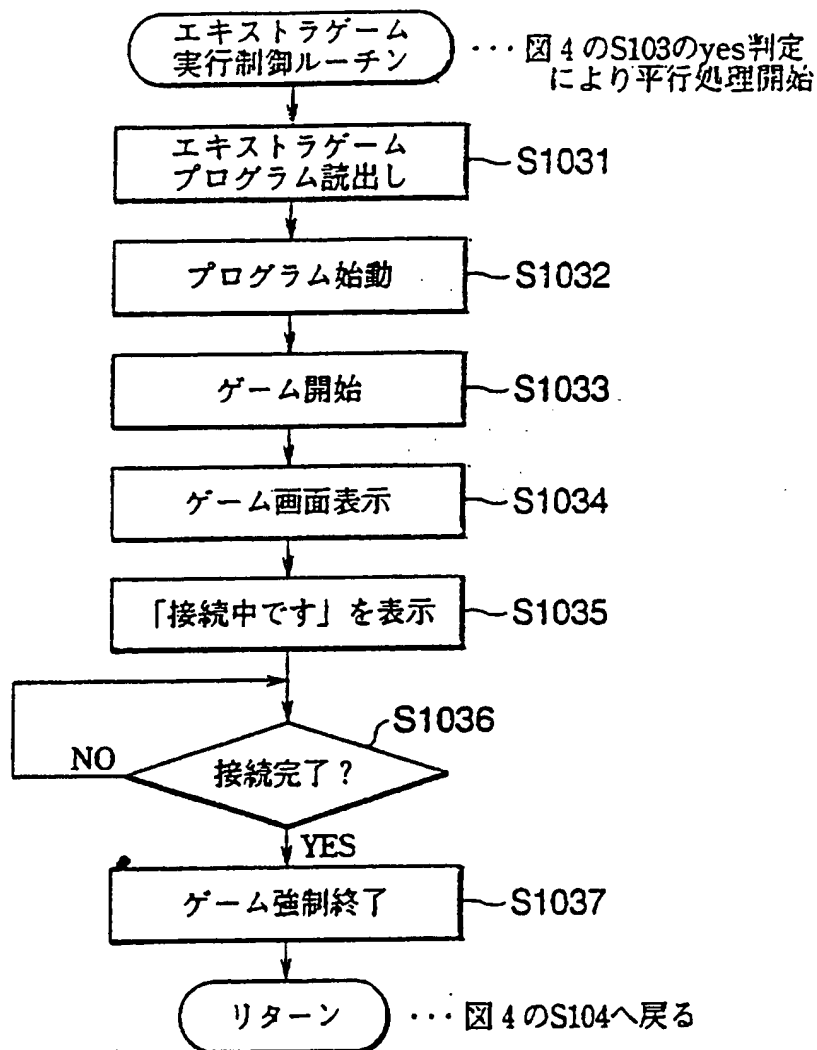 エキストラゲーム
実行制御ルーチン
・・・図4のS103のyes判定
により平行処理開始
エキストラゲーム
プログラム読出し
S1031
プログラム始動
S1032
ゲーム開始
S1033
ゲーム画面表示
S1034
「接続中です」を表示
S1035
S1036
NO
接続完了？
YES
ゲーム強制終了
S1037
リターン
・・・図4のS104へ戻る